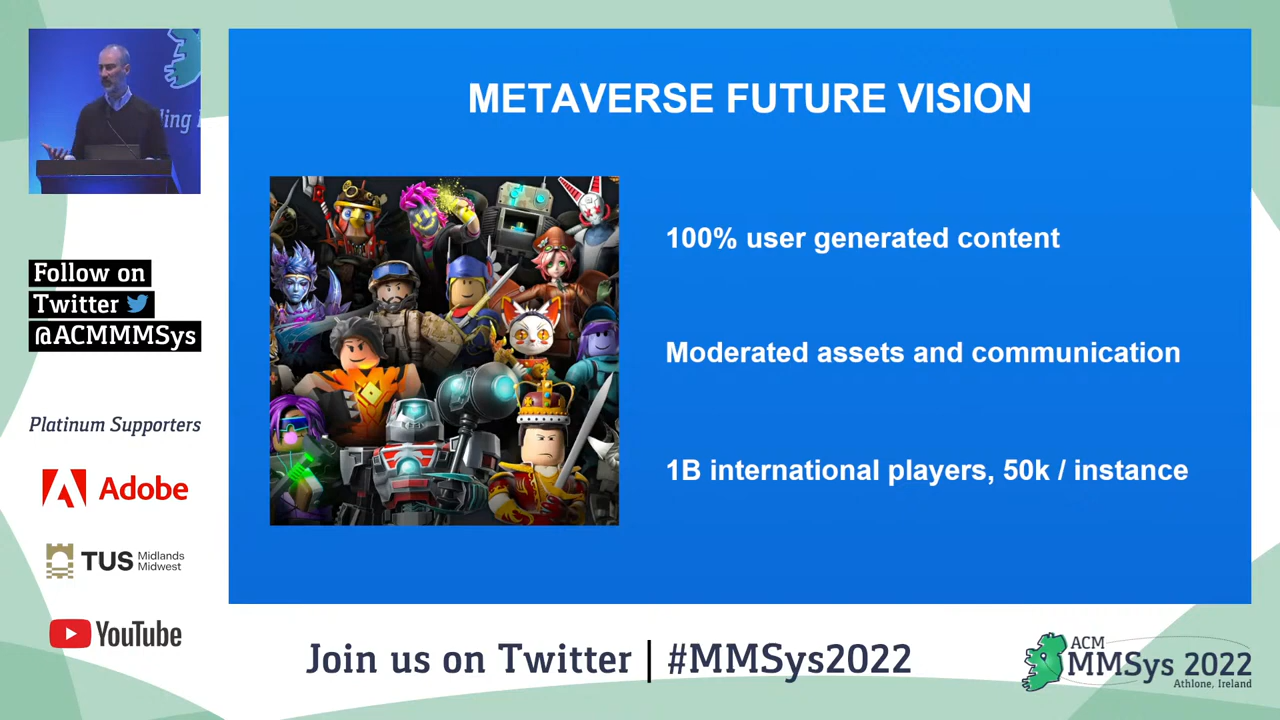 METAVERSE FUTURE VISION
100% user generated content
Moderated assets and communication
1B international players, 50k / instance
Follow on
Twitter
@ACMMMSys
Platinum Supporters
Adobe
TUS Midlands
Midwest
YouTube
Join us on Twitter | #MMSys2022
ACM
MMSys 2022
Athlone, Ireland